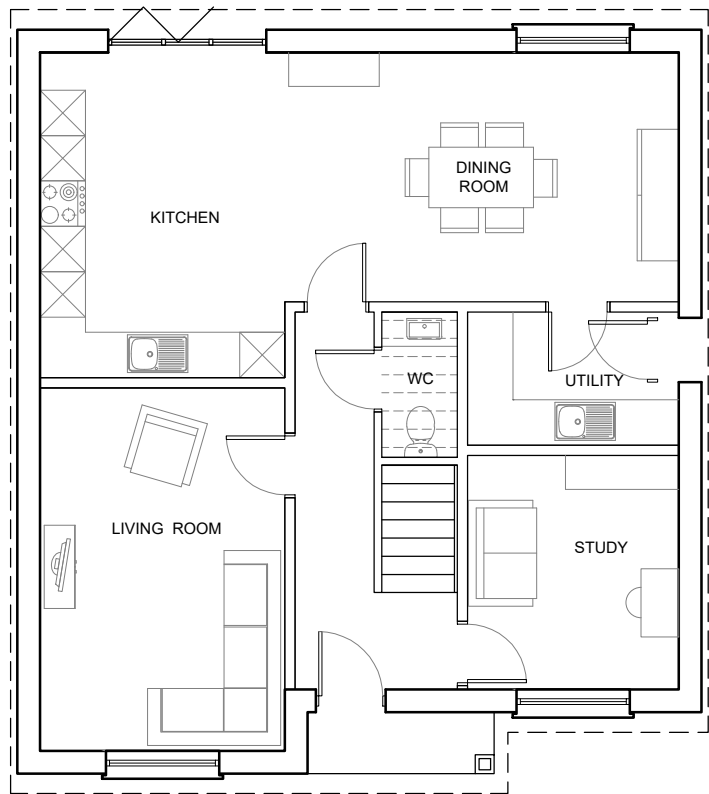 DINING
ROOM
KITCHEN
WC
UTILITY
LIVING ROOM
STUDY